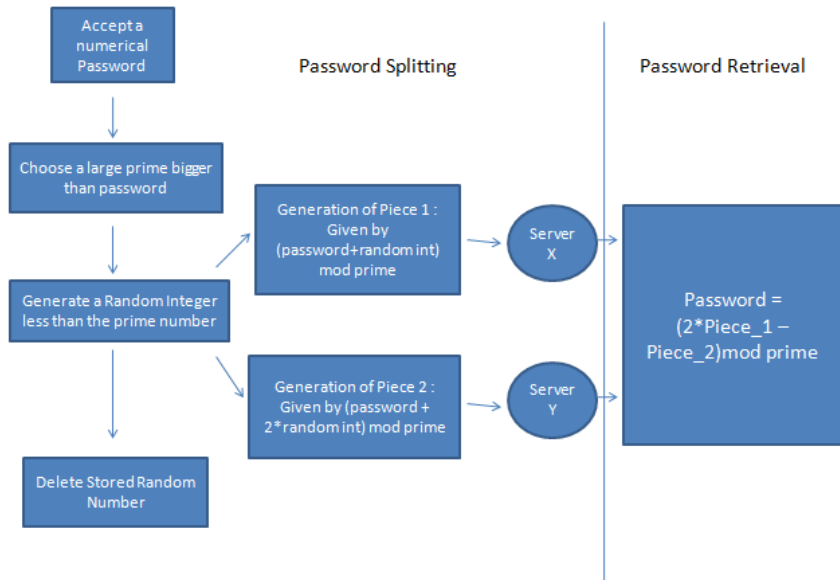 Accept a
numerical
Password
Password Splitting
Password Retrieval
Choose a large prime bigger
than password
Generation of Piece 1 :
Given by
(password+random int)
mod prime
Server
X
Generate a Random Integer
less than the prime number
Password =
(2*Piece_1 –
Piece_2)mod prime
Generation of Piece 2 :
Given by (password +
2*random int) mod prime
Server
Y
Delete Stored Random
Number